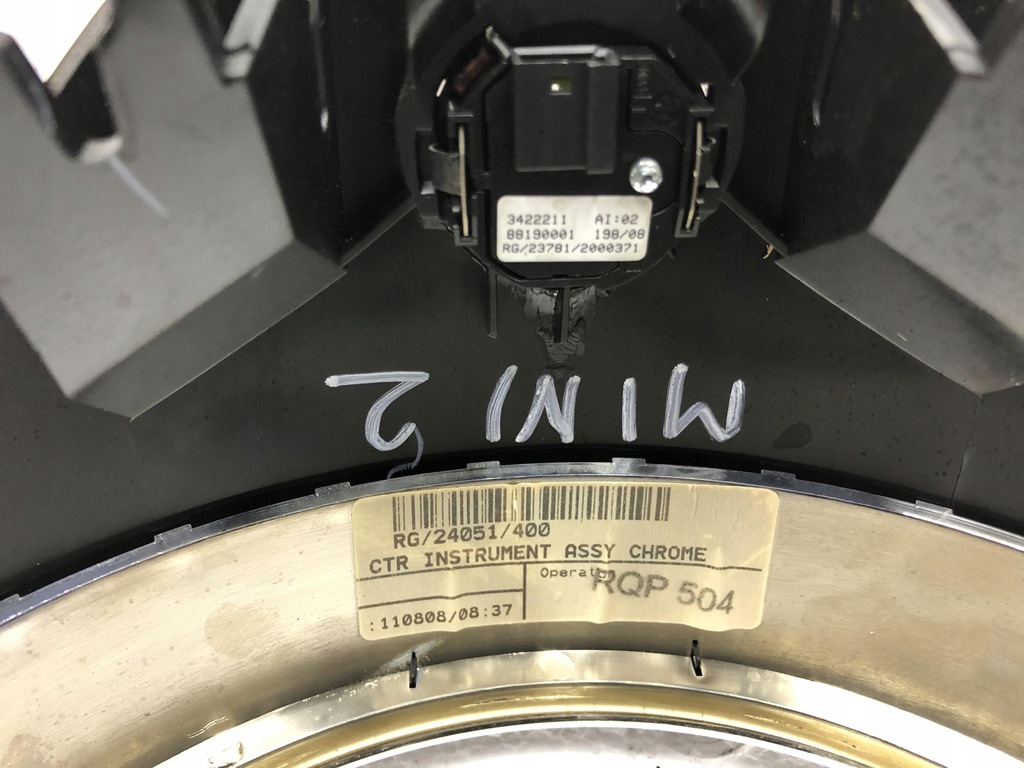 3422211 AI:02
88190001 198/08
RG/23781/2000371
MINI 2
RG/24051/400
CTR INSTRUMENT ASSY CHROME
Operator
RQP 504
:110808/08:37